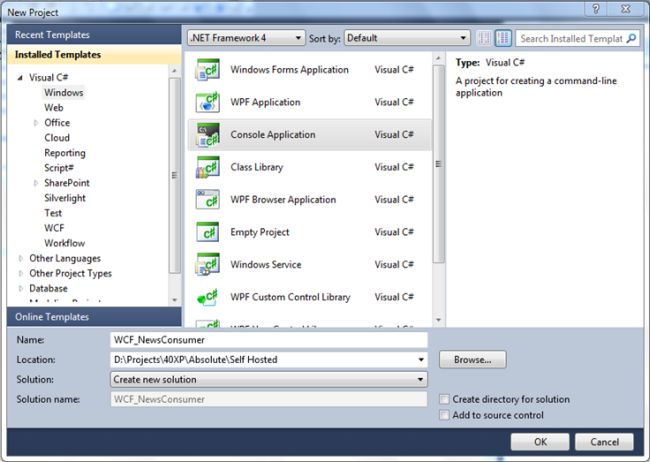 New Project
Recent Templates
Installed Templates
Visual C#
Windows
Web
Office
Cloud
Reporting
Script#
SharePoint
Silverlight
Test
WCF
Workflow
Other Languages
Other Project Types
Database
Online Templates
.NET Framework 4 Sort by: Default Search Installed Templat
Windows Forms Application Visual C#
WPF Application Visual C#
Console Application Visual C#
Class Library Visual C#
WPF Browser Application Visual C#
Empty Project Visual C#
Windows Service Visual C#
WPF Custom Control Library Visual C#
Type: Visual C#
A project for creating a command-line
application
Name: WCF_NewsConsumer
Location: D:\Projects\40XP\Absolute\Self Hosted Browse...
Solution: Create new solution
Solution name: WCF_NewsConsumer
Create directory for solution
Add to source control
OK Cancel